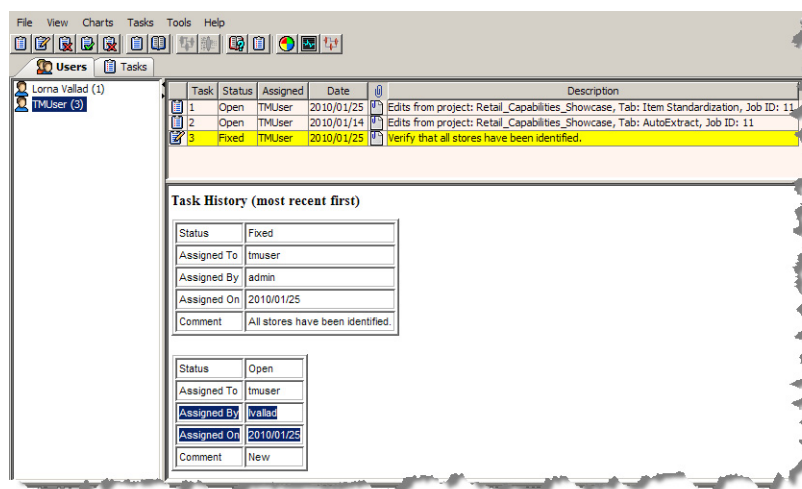 File View Charts Tasks Tools Help
Users Tasks
Lorna Vallad (1)
TMUser (3)
Task Status Assigned Date Description
1 Open TMUser 2010/01/25 Edits from project: Retail_Capabilities_Showcase, Tab: Item Standardization, Job ID: 11
2 Open TMUser 2010/01/14 Edits from project: Retail_Capabilities_Showcase, Tab: AutoExtract, Job ID: 11
3 Fixed TMUser 2010/01/25 Verify that all stores have been identified.
Task History (most recent first)
Status Fixed
Assigned To tmuser
Assigned By admin
Assigned On 2010/01/25
Comment All stores have been identified.
Status Open
Assigned To tmuser
Assigned By lvallad
Assigned On 2010/01/25
Comment New